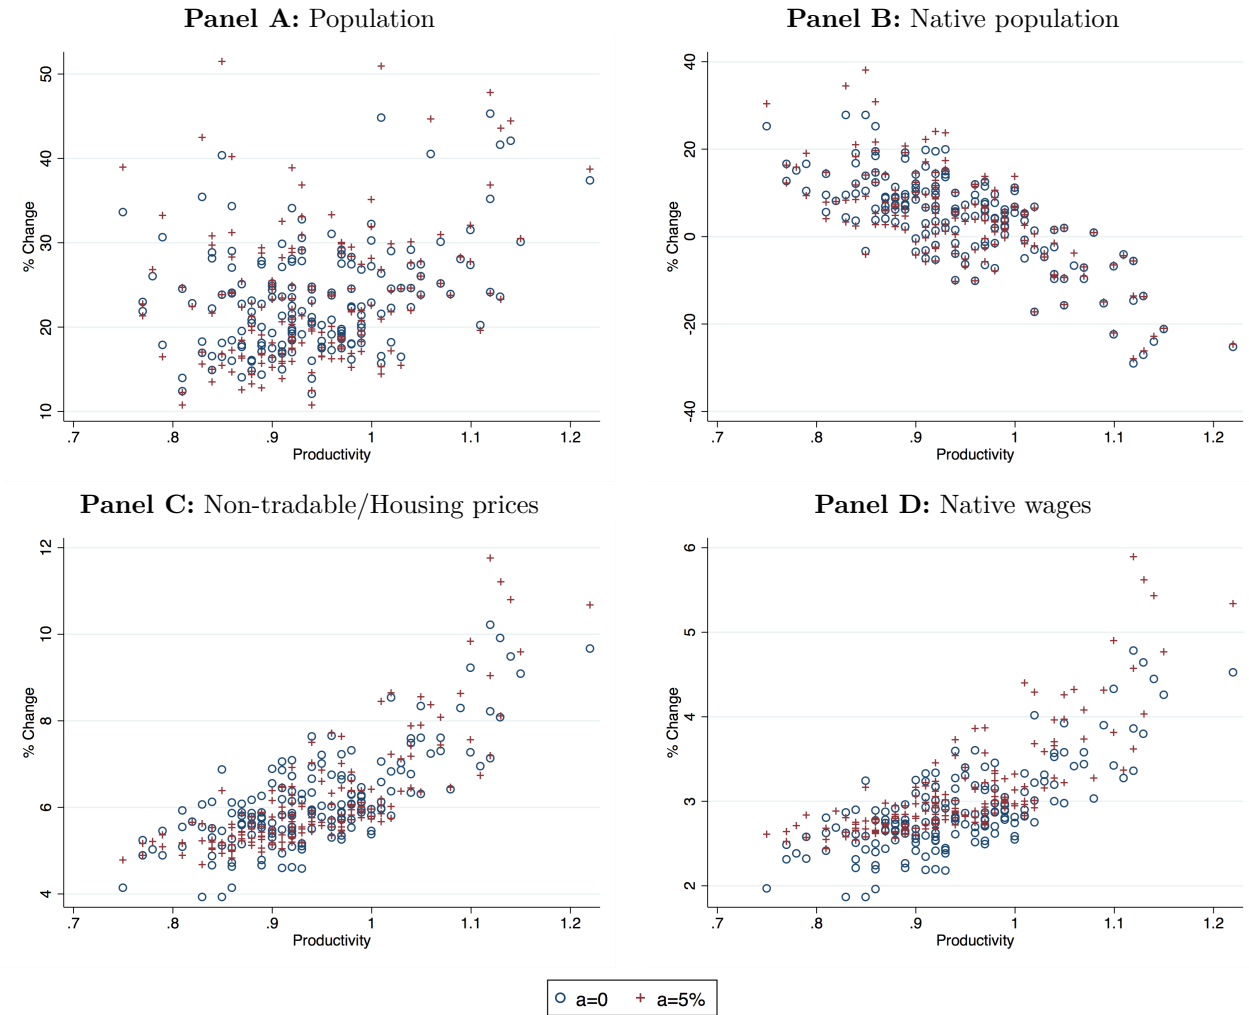 Panel A: Population
50
40
30
20
10
% Change
.7 .8 .9 1 1.1 1.2
Productivity
Panel B: Native population
40
20
0
-20
-40
% Change
.7 .8 .9 1 1.1 1.2
Productivity
Panel C: Non-tradable/Housing prices
12
10
8
6
4
% Change
.7 .8 .9 1 1.1 1.2
Productivity
Panel D: Native wages
6
5
4
3
2
% Change
.7 .8 .9 1 1.1 1.2
Productivity
a=0 a=5%